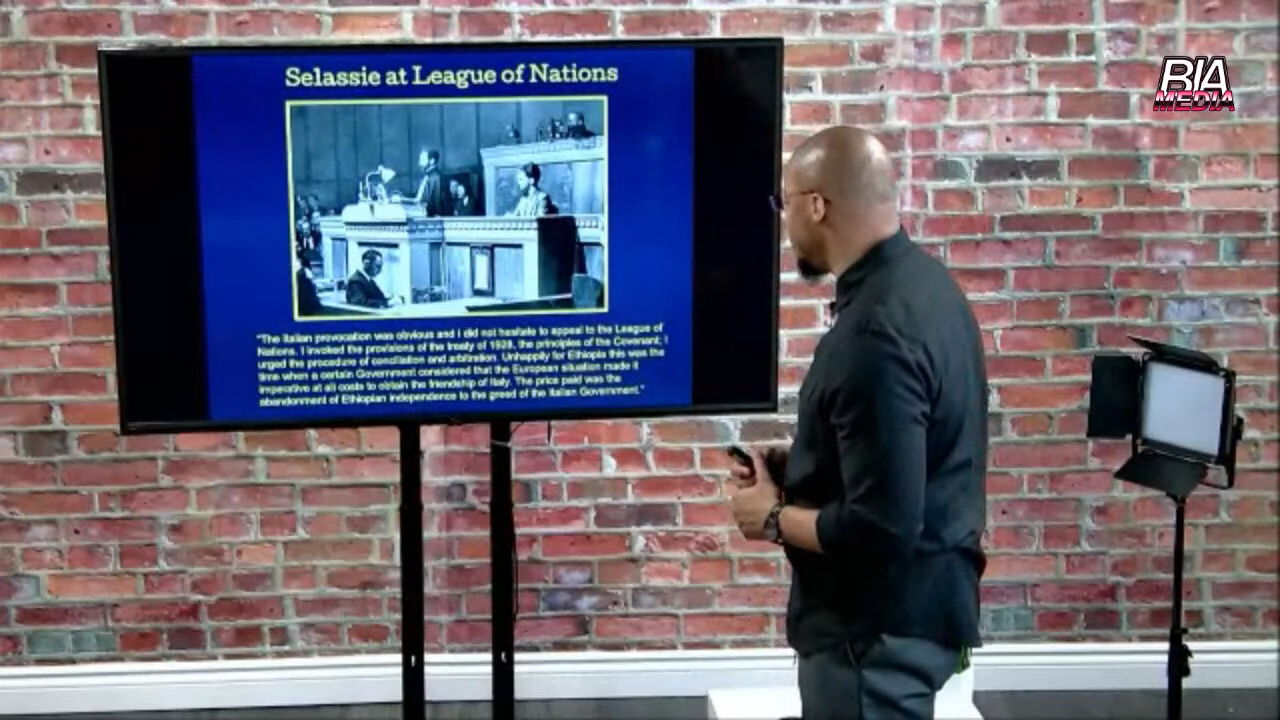 BIA
MEDIA
Selassie at League of Nations
"The Italian provocation was obvious and I did not hesitate to appeal to the League of
Nations. I invoked the provisions of the treaty of 1928, the principles of the Covenant; I
urged the procedure of conciliation and arbitration. Unhappily for Ethiopia this was the
time when a certain Government considered that the European situation made it
imperative at all costs to obtain the friendship of Italy. The price paid was the
abandonment of Ethiopian independence to the greed of the Italian Government."